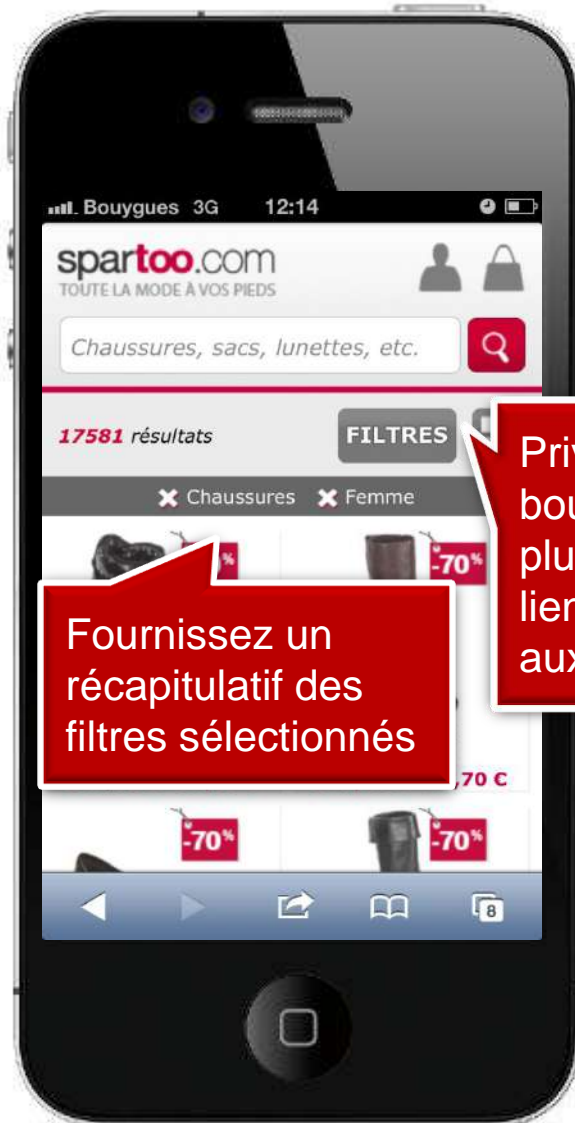 Bouygues 3G 12:14
spartoo.com
TOUTE LA MODE À VOS PIEDS
Chaussures, sacs, lunettes, etc.
17581 résultats
FILTRES
Chaussures Femme
-70%
Fournissez un
récapitulatif des
filtres sélectionnés
,70 €
-70%
-70%
8